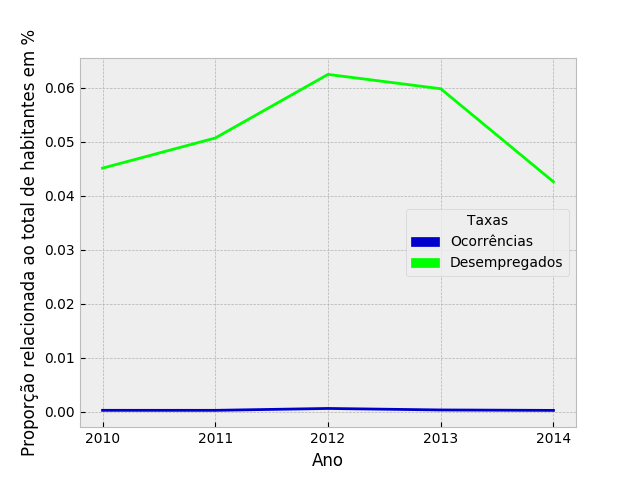 Proporção relacionada ao total de habitantes em %
0.06
0.05
0.04
0.03
0.02
0.01
0.00
Taxas
Ocorrências
Desempregados
2010 2011 2012 2013 2014
Ano